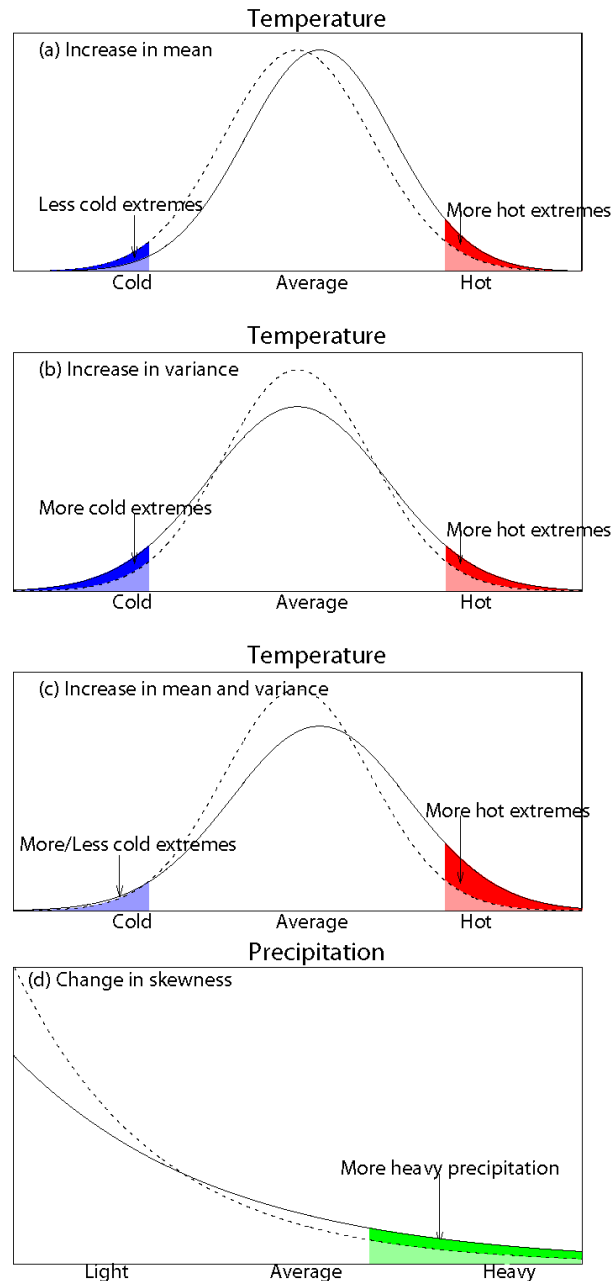 Temperature
(a) Increase in mean
Less cold extremes
More hot extremes
Cold Average Hot
Temperature
(b) Increase in variance
More cold extremes
More hot extremes
Cold Average Hot
Temperature
(c) Increase in mean and variance
More hot extremes
More/Less cold extremes
Cold Average Hot
Precipitation
(d) Change in skewness
More heavy precipitation
Light Average Heavy